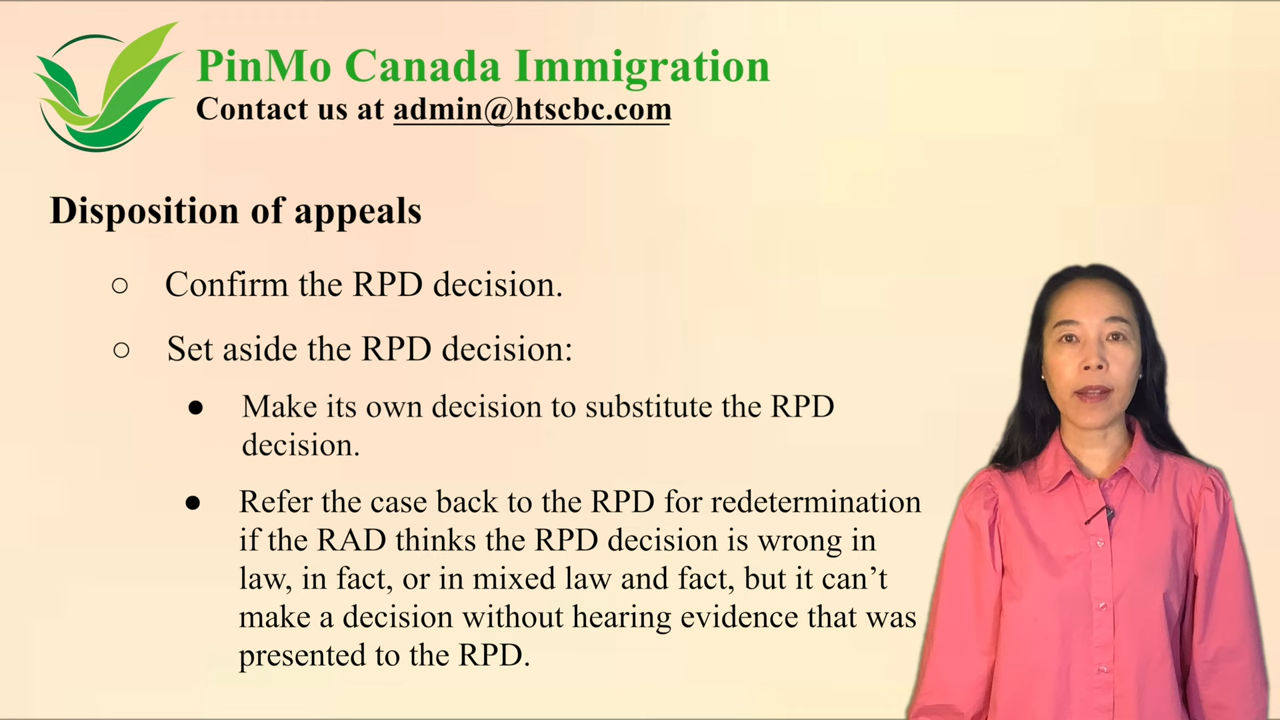 PinMo Canada Immigration
Contact us at admin@htscbc.com
Disposition of appeals
○ Confirm the RPD decision.
○ Set aside the RPD decision:
● Make its own decision to substitute the RPD
decision.
● Refer the case back to the RPD for redetermination
if the RAD thinks the RPD decision is wrong in
law, in fact, or in mixed law and fact, but it can’t
make a decision without hearing evidence that was
presented to the RPD.